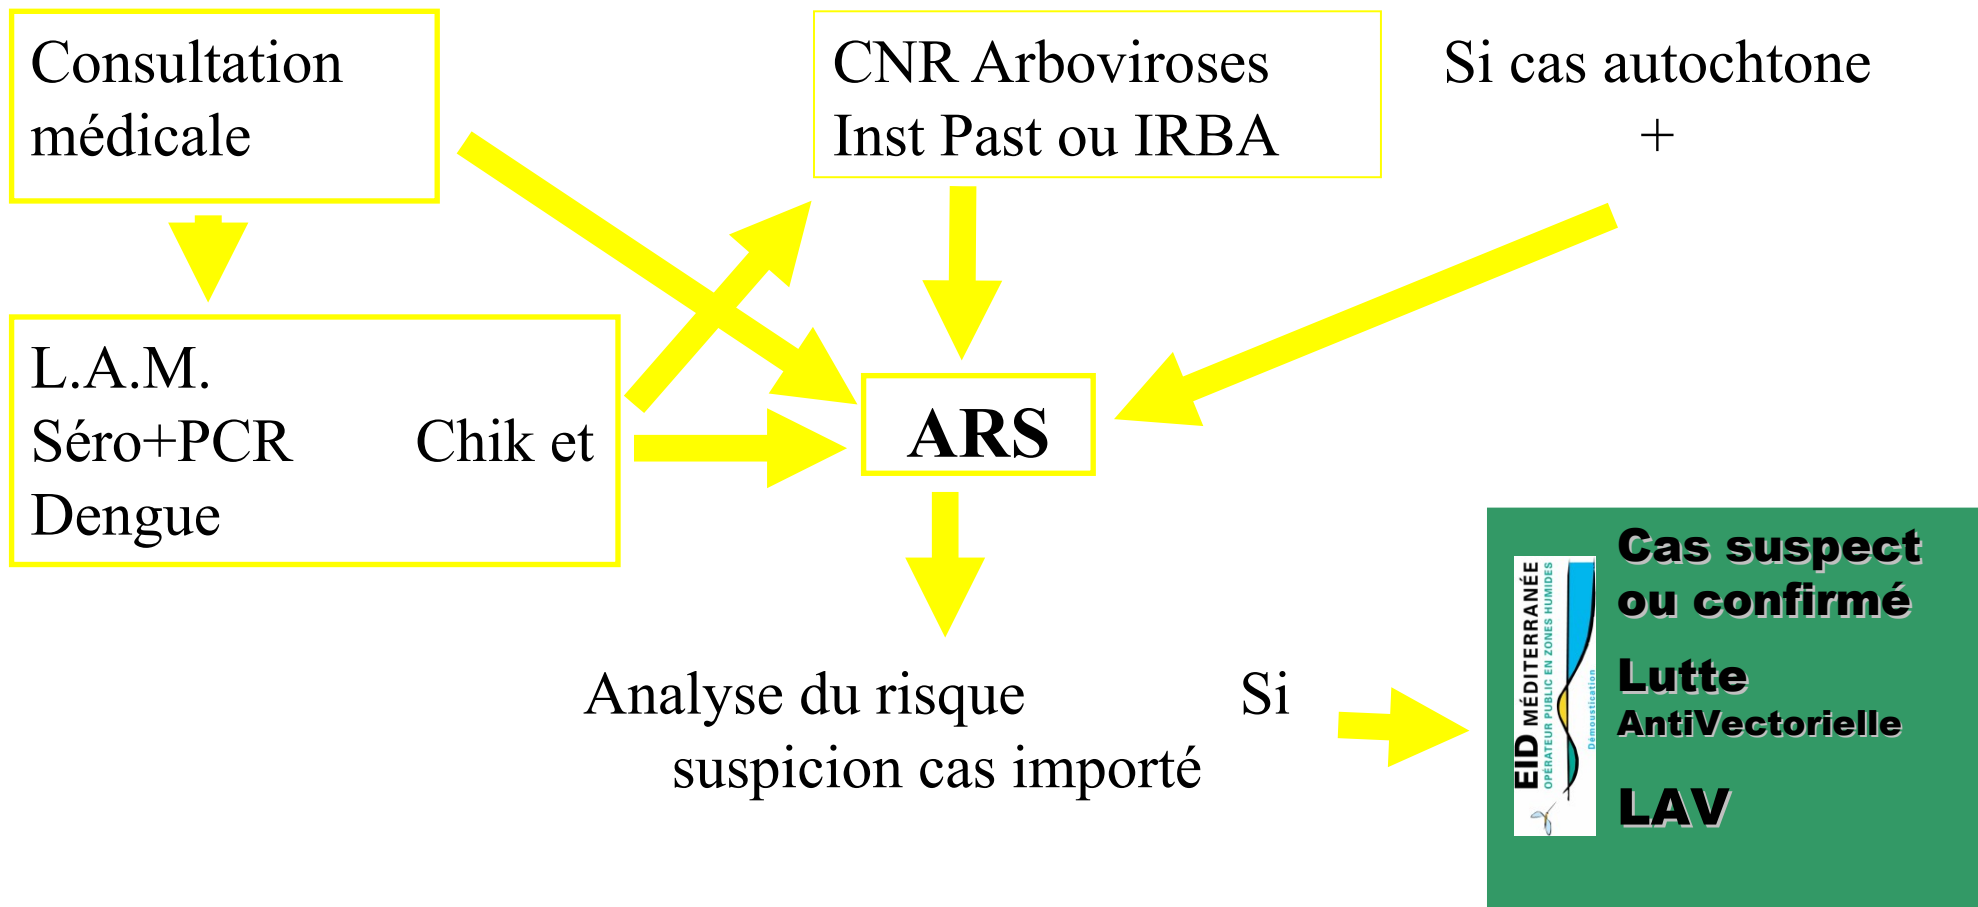 Consultation
médicale
CNR Arboviroses
Inst Past ou IRBA
Si cas autochtone
+
L.A.M.
Séro+PCR Chik et
Dengue
ARS
Analyse du risque Si
suspicion cas importé
EID MÉDITERRANÉE
OPÉRATEUR PUBLIC EN ZONES HUMIDES
Démoustication
Cas suspect
ou confirmé
Lutte
AntiVectorielle
LAV